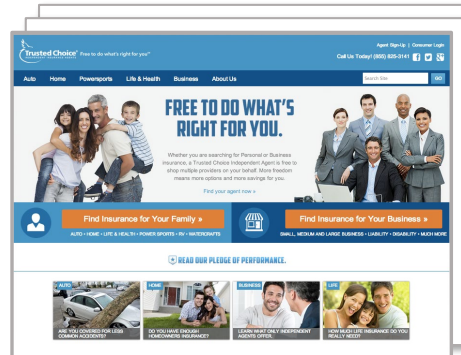 Agent Sign-Up | Consumer Login
Trusted Choice®
Free to do what's right for you™
Call Us Today! (855) 825-3141
Auto Home Powersports Life & Health Business About Us
Search Site
GO
FREE TO DO WHAT'S
RIGHT FOR YOU.
Whether you are searching for Personal or Business
Insurance, a Trusted Choice Independent Agent is free to
shop multiple providers on your behalf. More freedom
means more options and more savings for you.
Find your agent now »
Find Insurance for Your Family »
AUTO • HOME • LIFE & HEALTH • POWER SPORTS • RV • WATERCRAFTS
Find Insurance for Your Business »
SMALL, MEDIUM AND LARGE BUSINESS • LIABILITY • DISABILITY • MUCH MORE
READ OUR PLEDGE OF PERFORMANCE.
AUTO
ARE YOU COVERED FOR LESS
COMMON ACCIDENTS?
HOME
DO YOU HAVE ENOUGH
HOMEOWNERS INSURANCE?
BUSINESS
LEARN WHAT ONLY INDEPENDENT
AGENTS OFFER.
LIFE
HOW MUCH LIFE INSURANCE DO YOU
REALLY NEED?